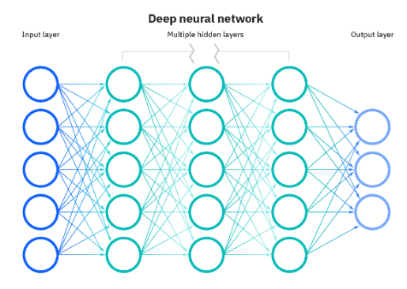 Deep neural network
Input layer
Multiple hidden layers
Output layer